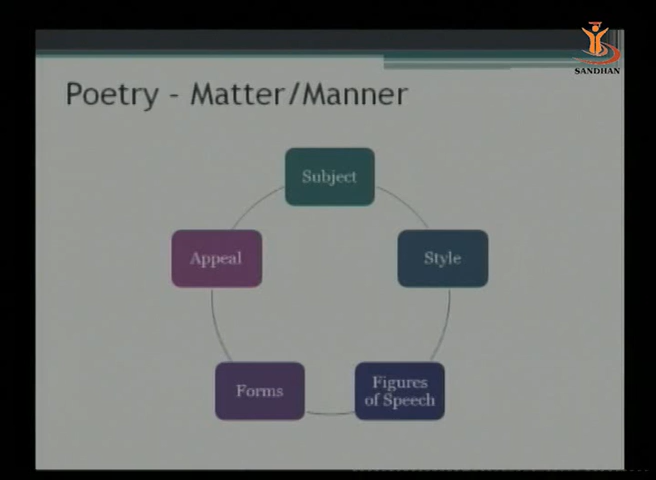 SANDHAN
Poetry - Matter/Manner
Subject
Style
Figures
of Speech
Forms
Appeal